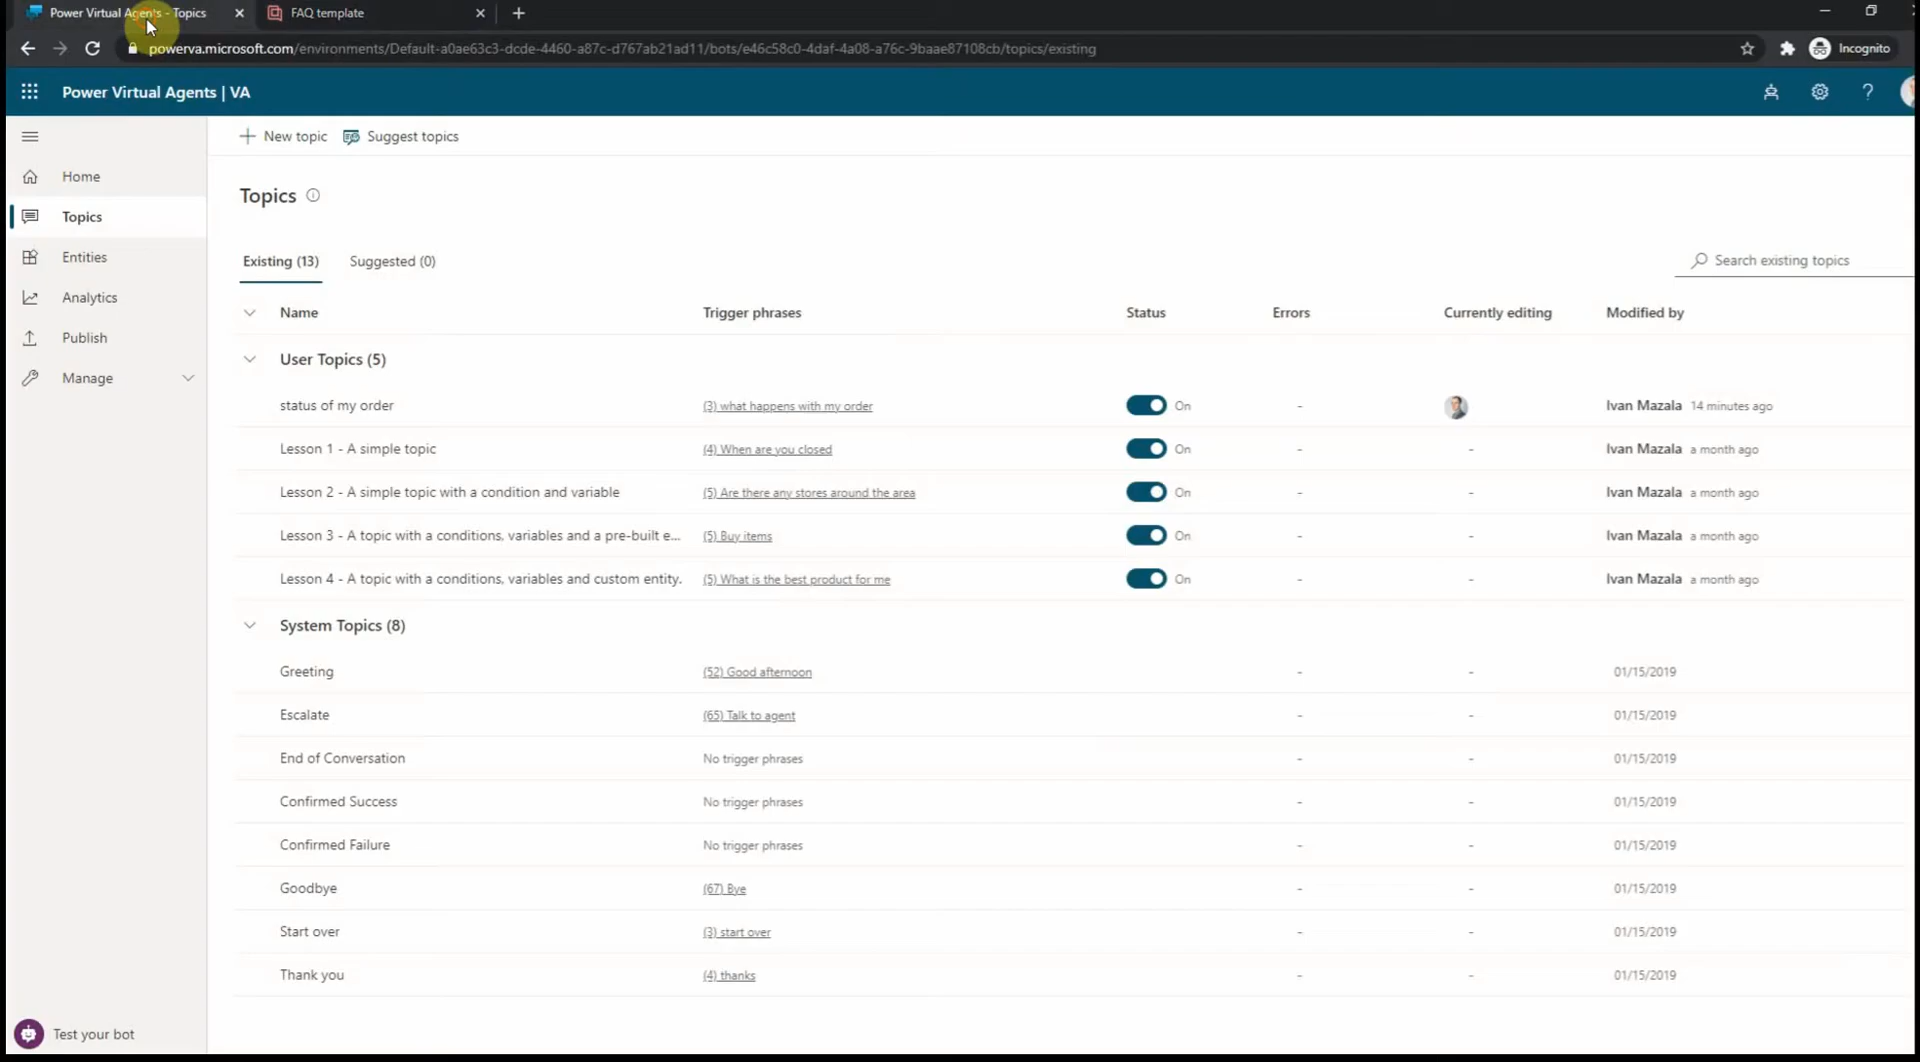 Power Virtual Agents - Topics
FAQ template
powerva.microsoft.com/environments/Default-a0ae63c3-dcde-4460-a87c-d767ab21ad11/bots/e46c58c0-4daf-4a08-a76c-9baae87108cb/topics/existing
Incognito
Power Virtual Agents | VA
New topic
Suggest topics
Home
Topics
Entities
Analytics
Publish
Manage
Topics
Existing (13)
Suggested (0)
Search existing topics
Name Trigger phrases Status Errors Currently editing Modified by
User Topics (5)
status of my order (3) what happens with my order On - Ivan Mazala 14 minutes ago
Lesson 1 - A simple topic (4) When are you closed On - - Ivan Mazala a month ago
Lesson 2 - A simple topic with a condition and variable (5) Are there any stores around the area On - - Ivan Mazala a month ago
Lesson 3 - A topic with a conditions, variables and a pre-built e... (5) Buy items On - - Ivan Mazala a month ago
Lesson 4 - A topic with a conditions, variables and custom entity. (5) What is the best product for me On - - Ivan Mazala a month ago
System Topics (8)
Greeting (52) Good afternoon - - 01/15/2019
Escalate (65) Talk to agent - - 01/15/2019
End of Conversation No trigger phrases - - 01/15/2019
Confirmed Success No trigger phrases - - 01/15/2019
Confirmed Failure No trigger phrases - - 01/15/2019
Goodbye (67) Bye - - 01/15/2019
Start over (3) start over - - 01/15/2019
Thank you (4) thanks - - 01/15/2019
Test your bot